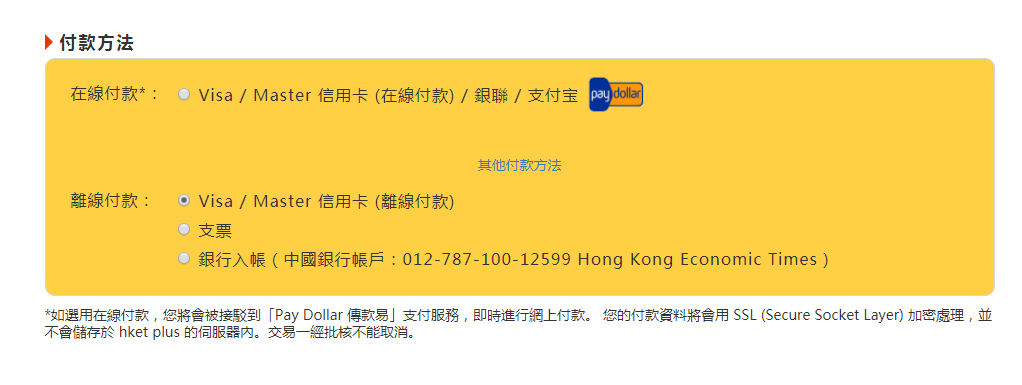 付款方法
在線付款*： Visa / Master 信用卡 (在線付款) / 銀聯 / 支付宝 pay dollar
其他付款方法
離線付款： Visa / Master 信用卡 (離線付款)
支票
銀行入帳 ( 中國銀行帳戶：012-787-100-12599 Hong Kong Economic Times )
*如選用在線付款，您將會被接駁到「Pay Dollar 傳款易」支付服務，即時進行網上付款。 您的付款資料將會用 SSL (Secure Socket Layer) 加密處理，並
不會儲存於 hket plus 的伺服器內。交易一經批核不能取消。